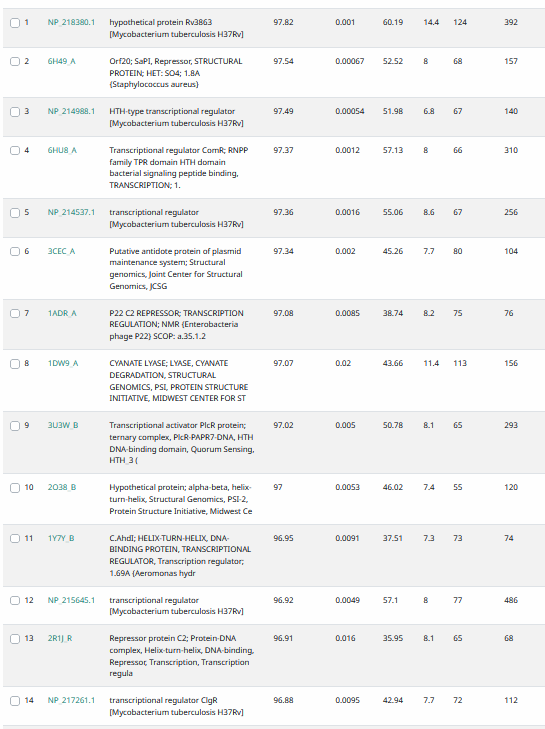 1 NP_218380.1 hypothetical protein Rv3863 97.82 0.001 60.19 14.4 124 392
[Mycobacterium tuberculosis H37Rv]
2 6H49_A Orf20; SaPI, Repressor, STRUCTURAL 97.54 0.00067 52.52 8 68 157
PROTEIN; HET: SO4; 1.8A
{Staphylococcus aureus}
3 NP_214988.1 HTH-type transcriptional regulator 97.49 0.00054 51.98 6.8 67 140
[Mycobacterium tuberculosis H37Rv]
4 6HU8_A Transcriptional regulator ComR; RNPP 97.37 0.0012 57.13 8 66 310
family TPR domain HTH domain
bacterial signaling peptide binding,
TRANSCRIPTION; 1.
5 NP_214537.1 transcriptional regulator 97.36 0.0016 55.06 8.6 67 256
[Mycobacterium tuberculosis H37Rv]
6 3CEC_A Putative antidote protein of plasmid 97.34 0.002 45.26 7.7 80 104
maintenance system; Structural
genomics, Joint Center for Structural
Genomics, JCSG
7 1ADR_A P22 C2 REPRESSOR; TRANSCRIPTION 97.08 0.0085 38.74 8.2 75 76
REGULATION; NMR {Enterobacteria
phage P22} SCOP: a.35.1.2
8 1DW9_A CYANATE LYASE; LYASE, CYANATE 97.07 0.02 43.66 11.4 113 156
DEGRADATION, STRUCTURAL
GENOMICS, PSI, PROTEIN STRUCTURE
INITIATIVE, MIDWEST CENTER FOR ST
9 3U3W_B Transcriptional activator PlcR protein; 97.02 0.005 50.78 8.1 65 293
ternary complex, PlcR-PAPR7-DNA, HTH
DNA-binding domain, Quorum Sensing,
HTH_3 (
10 2O38_B Hypothetical protein; alpha-beta, helix- 97 0.0053 46.02 7.4 55 120
turn-helix, Structural Genomics, PSI-2,
Protein Structure Initiative, Midwest Ce
11 1Y7Y_B C.AhdI; HELIX-TURN-HELIX, DNA- 96.95 0.0091 37.51 7.3 73 74
BINDING PROTEIN, TRANSCRIPTIONAL
REGULATOR, Transcription regulator;
1.69A {Aeromonas hydr
12 NP_215645.1 transcriptional regulator 96.92 0.0049 57.1 8 77 486
[Mycobacterium tuberculosis H37Rv]
13 2R1J_R Repressor protein C2; Protein-DNA 96.91 0.016 35.95 8.1 65 68
complex, Helix-turn-helix, DNA-binding,
Repressor, Transcription, Transcription
regula
14 NP_217261.1 transcriptional regulator ClgR 96.88 0.0095 42.94 7.7 72 112
[Mycobacterium tuberculosis H37Rv]